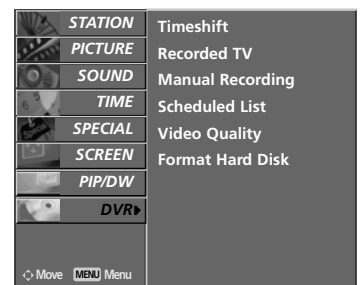 STATION
PICTURE
SOUND
TIME
SPECIAL
SCREEN
PIP/DW
DVR
Move MENU Menu
Timeshift
Recorded TV
Manual Recording
Scheduled List
Video Quality
Format Hard Disk